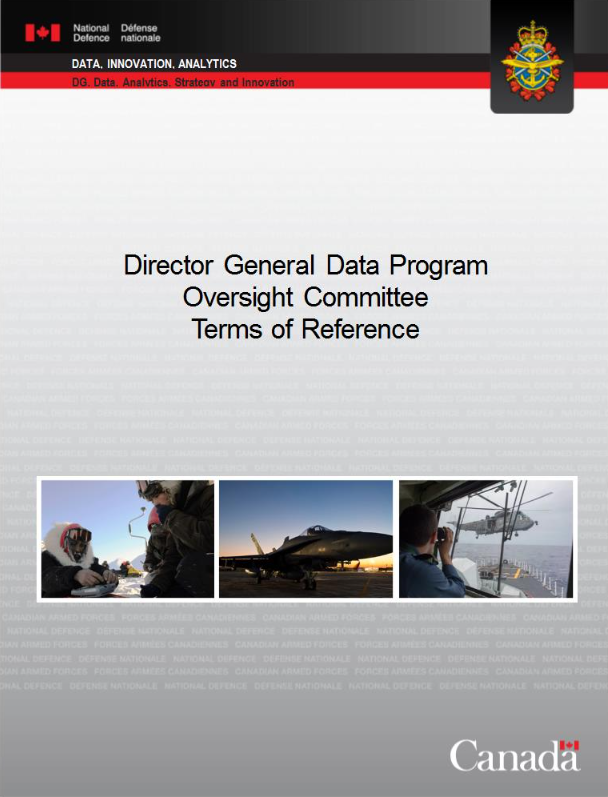 National Défense
Defence nationale
DATA, INNOVATION, ANALYTICS
DG, Data, Analytics, Strategy and Innovation
Director General Data Program
Oversight Committee
Terms of Reference
Canada